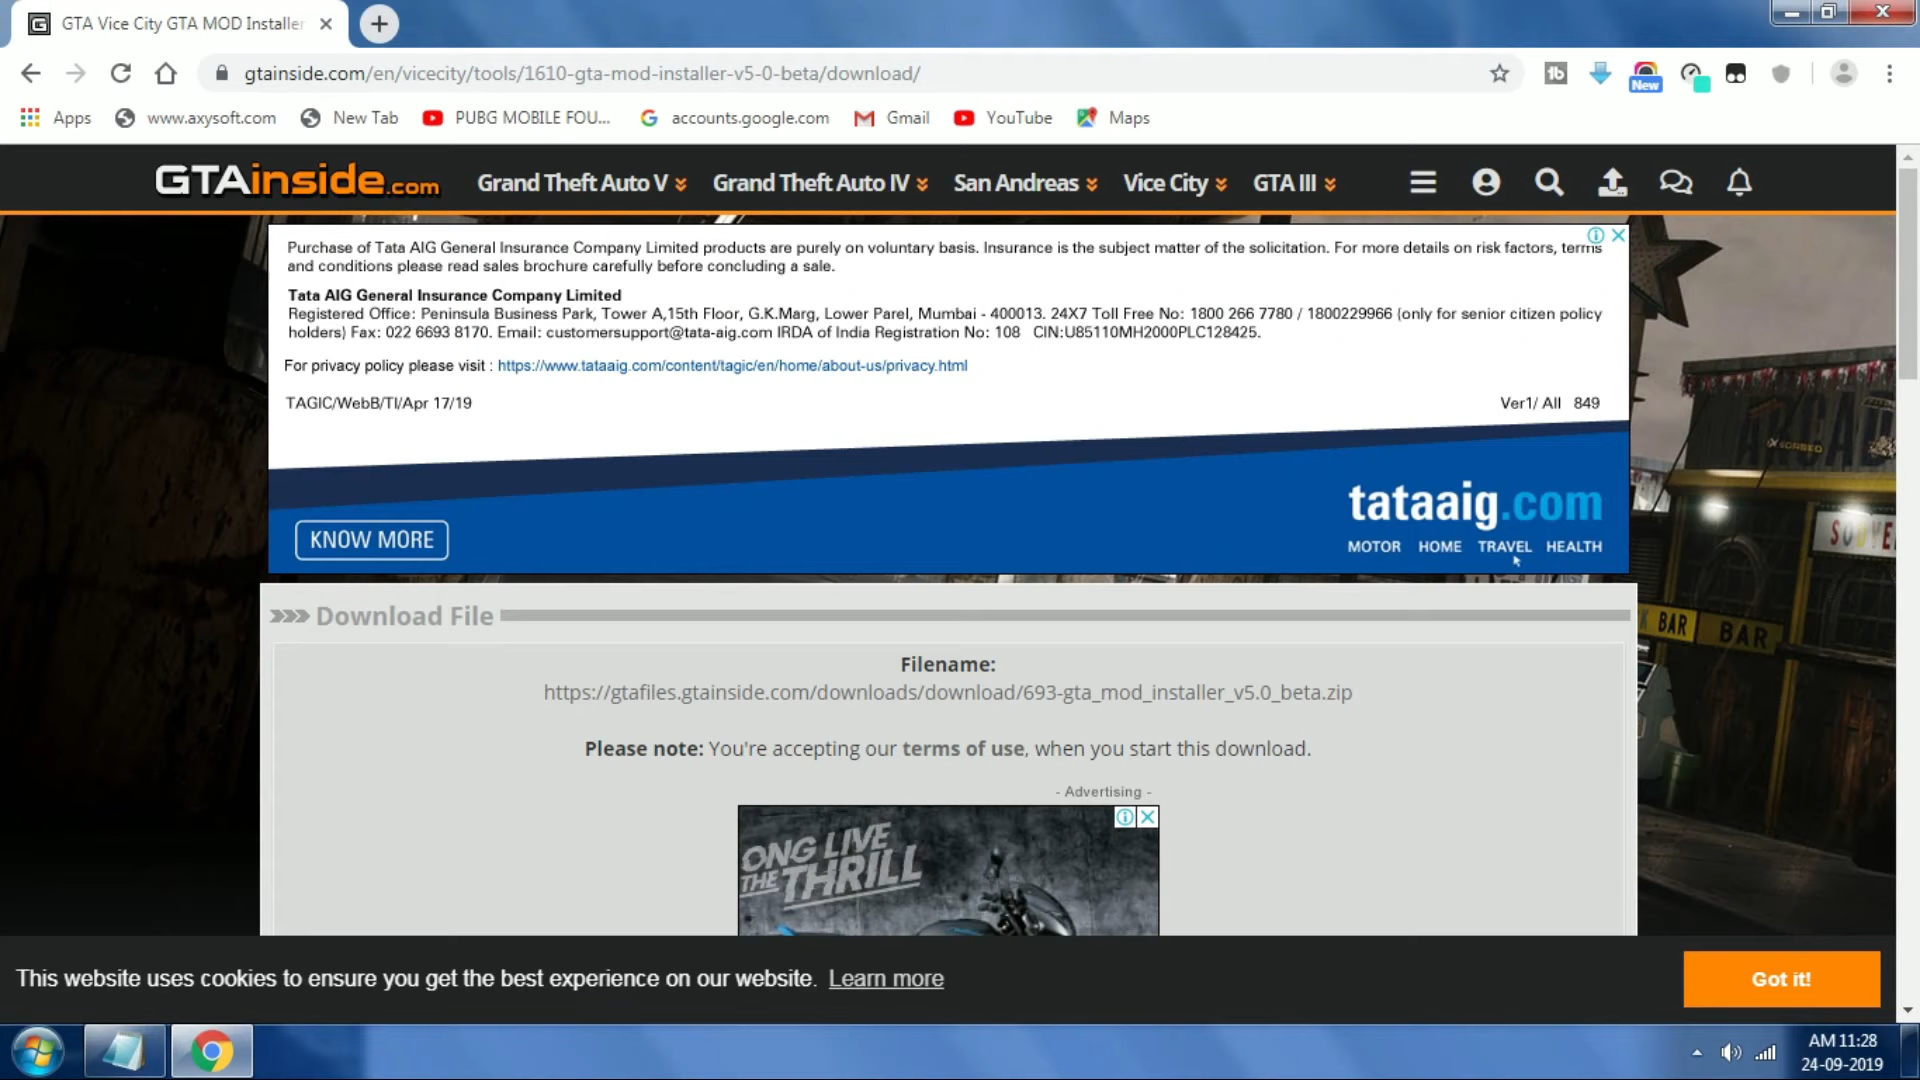 GTA Vice City GTA MOD Installer
gtainside.com/en/vicecity/tools/1610-gta-mod-installer-v5-0-beta/download/
New
Apps www.axysoft.com New Tab PUBG MOBILE FOU... accounts.google.com Gmail YouTube Maps
GTAinside.com Grand Theft Auto V Grand Theft Auto IV San Andreas Vice City GTA III
Purchase of Tata AIG General Insurance Company Limited products are purely on voluntary basis. Insurance is the subject matter of the solicitation. For more details on risk factors, terms
and conditions please read sales brochure carefully before concluding a sale.
Tata AIG General Insurance Company Limited
Registered Office: Peninsula Business Park, Tower A,15th Floor, G.K.Marg, Lower Parel, Mumbai - 400013. 24X7 Toll Free No: 1800 266 7780 / 1800229966 (only for senior citizen policy
holders) Fax: 022 6693 8170. Email: customersupport@tata-aig.com IRDA of India Registration No: 108 CIN:U85110MH2000PLC128425.
For privacy policy please visit : https://www.tataaig.com/content/tagic/en/home/about-us/privacy.html
TAGIC/WebB/TI/Apr 17/19 Ver1/ All 849
tataaig.com
KNOW MORE
MOTOR HOME TRAVEL HEALTH
BAR BAR
Download File
Filename:
https://gtafiles.gtainside.com/downloads/download/693-gta_mod_installer_v5.0_beta.zip
Please note: You're accepting our terms of use, when you start this download.
- Advertising -
ONG LIVE
THE THRILL
This website uses cookies to ensure you get the best experience on our website. Learn more
Got it!
AM 11:28
24-09-2019